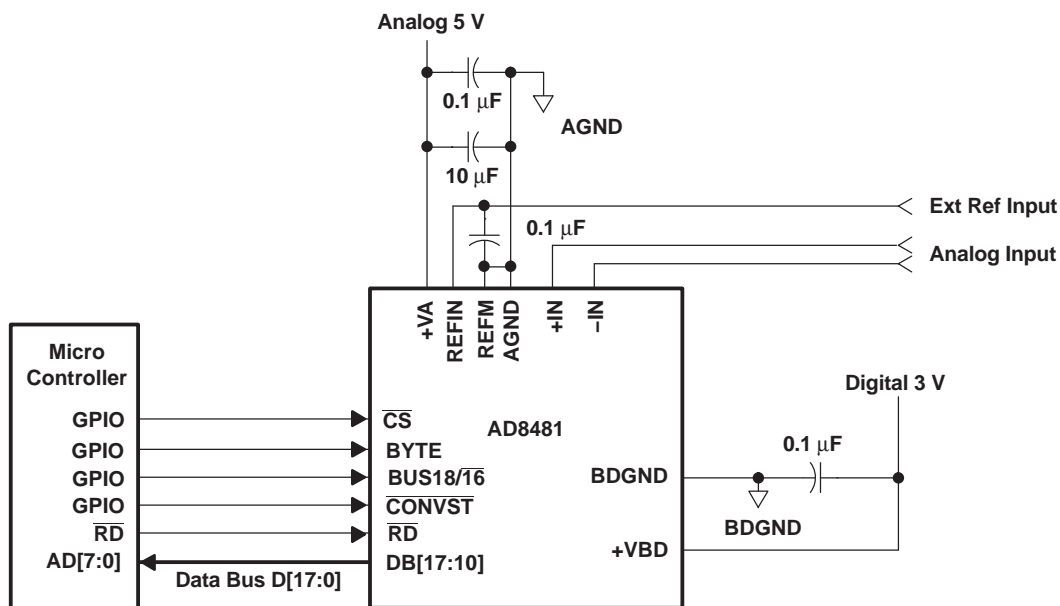 Analog 5 V
0.1 µF
AGND
10 µF
Ext Ref Input
0.1 µF
Analog Input
+VA
REFIN
REFM
AGND
+IN
−IN
Micro
Controller
Digital 3 V
GPIO
CS
AD8481
GPIO
BYTE
0.1 µF
GPIO
BUS18/16
BDGND
GPIO
CONVST
RD
RD
BDGND
AD[7:0]
Data Bus D[17:0]
DB[17:10]
+VBD